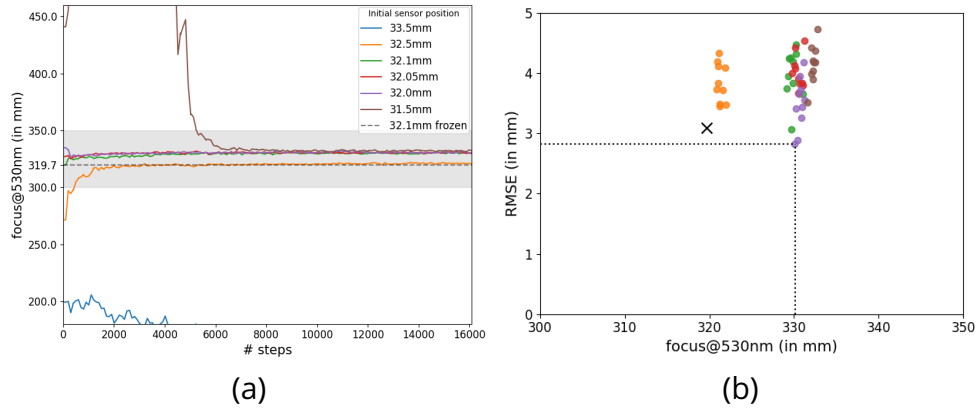 450.0
400.0
350.0
319.7
300.0
250.0
200.0
focus@530nm (in mm)
0
2000
4000
6000
8000
10000
12000
14000
16000
# steps
Initial sensor position
33.5mm
32.5mm
32.1mm
32.05mm
32.0mm
31.5mm
32.1mm frozen
(a)
5
4
3
2
1
0
RMSE (in mm)
300
310
320
330
340
350
focus@530nm (in mm)
(b)